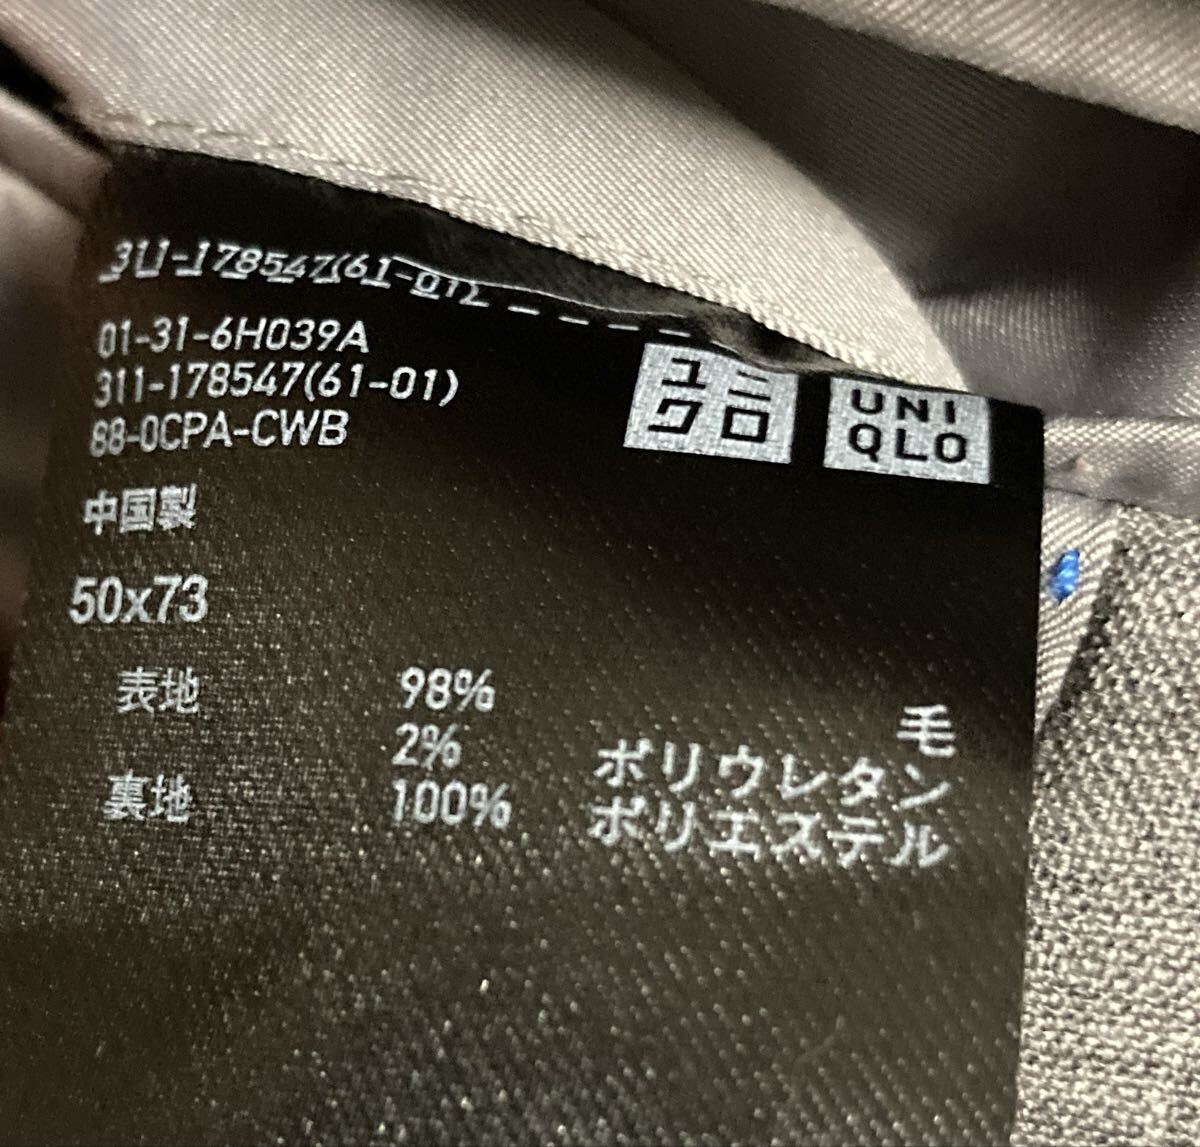 311-178547(61-01)
01-31-6H039A
311-178547(61-01)
88-0CPA-CWB
ユニ
クロ
UNI
QLO
中国製
50x73
表地 98% 毛
2% ポリウレタン
裏地 100% ポリエステル